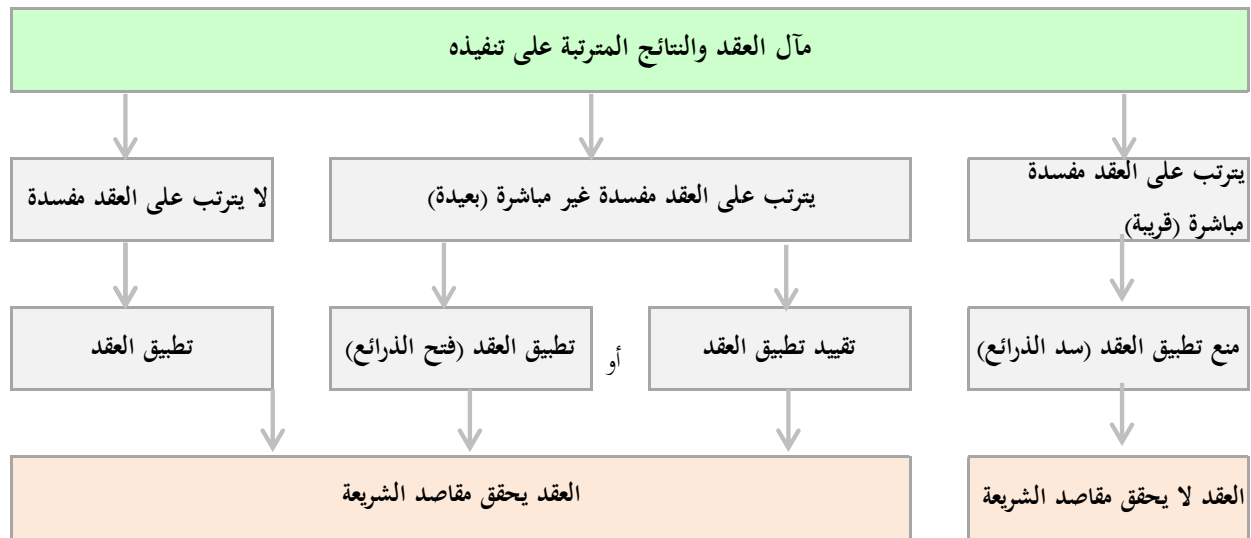 مآل العقد والنتائج المترتبة على تنفيذه
يترتب على العقد مفسدة
مباشرة (قريبة)
يترتب على العقد مفسدة غير مباشرة (بعيدة)
لا يترتب على العقد مفسدة
منع تطبيق العقد (سد الذرائع)
تقييد تطبيق العقد
أو
تطبيق العقد (فتح الذرائع)
تطبيق العقد
العقد لا يحقق مقاصد الشريعة
العقد يحقق مقاصد الشريعة